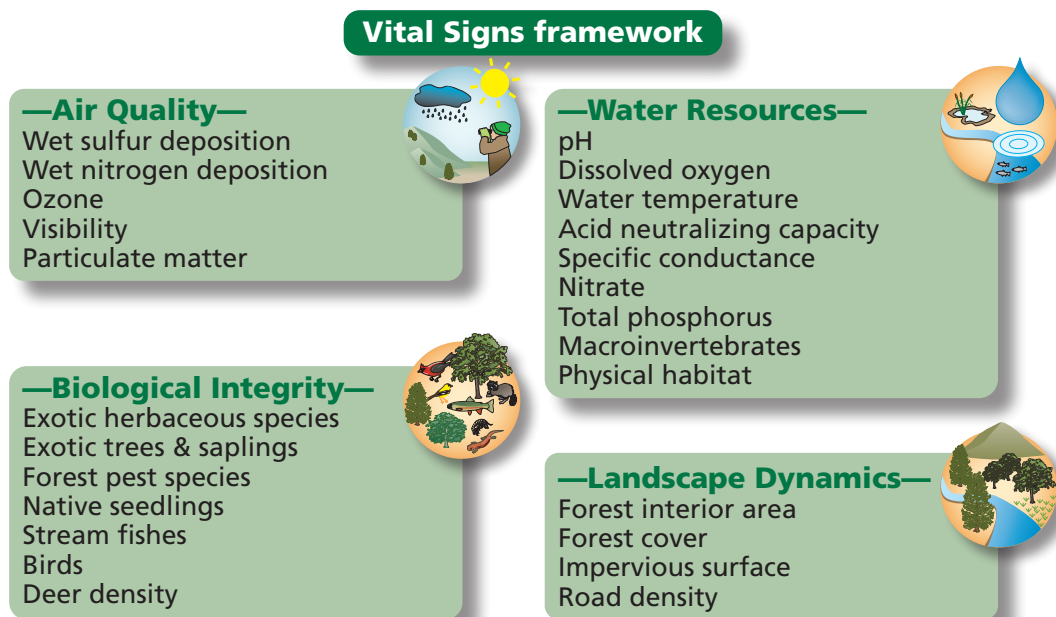 Vital Signs framework
—Air Quality—
Wet sulfur deposition
Wet nitrogen deposition
Ozone
Visibility
Particulate matter
—Water Resources—
pH
Dissolved oxygen
Water temperature
Acid neutralizing capacity
Specific conductance
Nitrate
Total phosphorus
Macroinvertebrates
Physical habitat
—Biological Integrity—
Exotic herbaceous species
Exotic trees & saplings
Forest pest species
Native seedlings
Stream fishes
Birds
Deer density
—Landscape Dynamics—
Forest interior area
Forest cover
Impervious surface
Road density